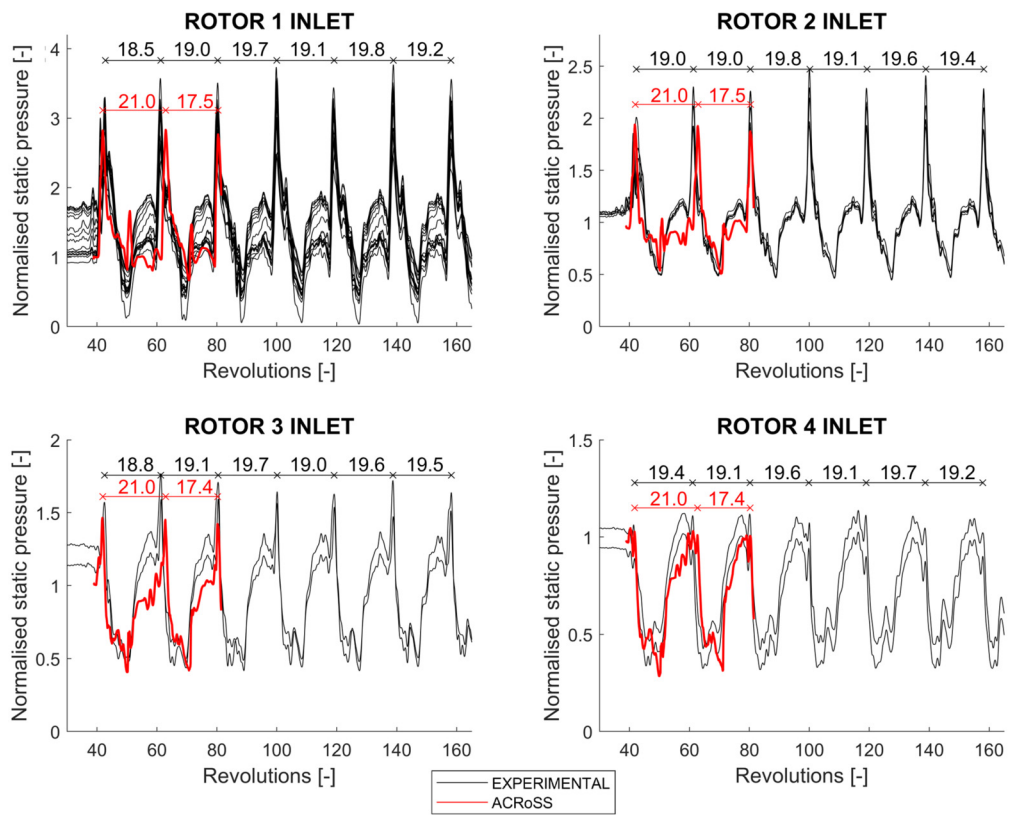 ROTOR 1 INLET
Normalised static pressure [-]
18.5 19.0 19.7 19.1 19.8 19.2
21.0 17.5
4
3
2
1
0
40 60 80 100 120 140 160
Revolutions [-]
ROTOR 2 INLET
Normalised static pressure [-]
19.0 19.0 19.8 19.1 19.6 19.4
21.0 17.5
2.5
2
1.5
1
0.5
0
40 60 80 100 120 140 160
Revolutions [-]
ROTOR 3 INLET
Normalised static pressure [-]
18.8 19.1 19.7 19.0 19.6 19.5
21.0 17.4
2
1.5
1
0.5
0
40 60 80 100 120 140 160
Revolutions [-]
ROTOR 4 INLET
Normalised static pressure [-]
19.4 19.1 19.6 19.1 19.7 19.2
21.0 17.4
1.5
1
0.5
0
40 60 80 100 120 140 160
Revolutions [-]
EXPERIMENTAL
ACRoSS